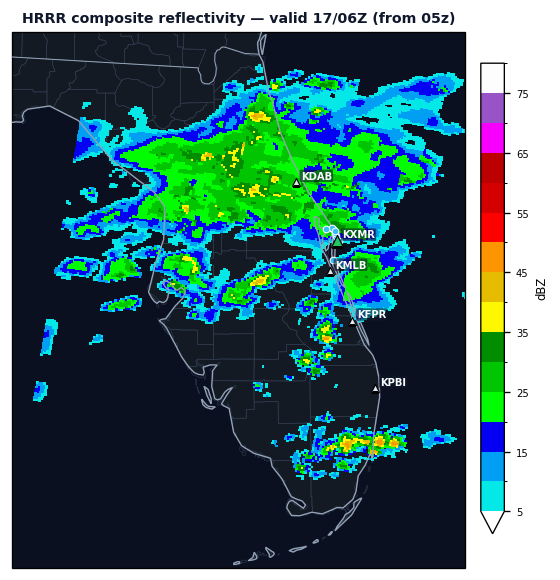 HRRR composite reflectivity — valid 17/06Z (from 05z)
KDAB
KXMR
KMLB
KFPR
KPBI
75
65
55
45
35
25
15
5
dBZ